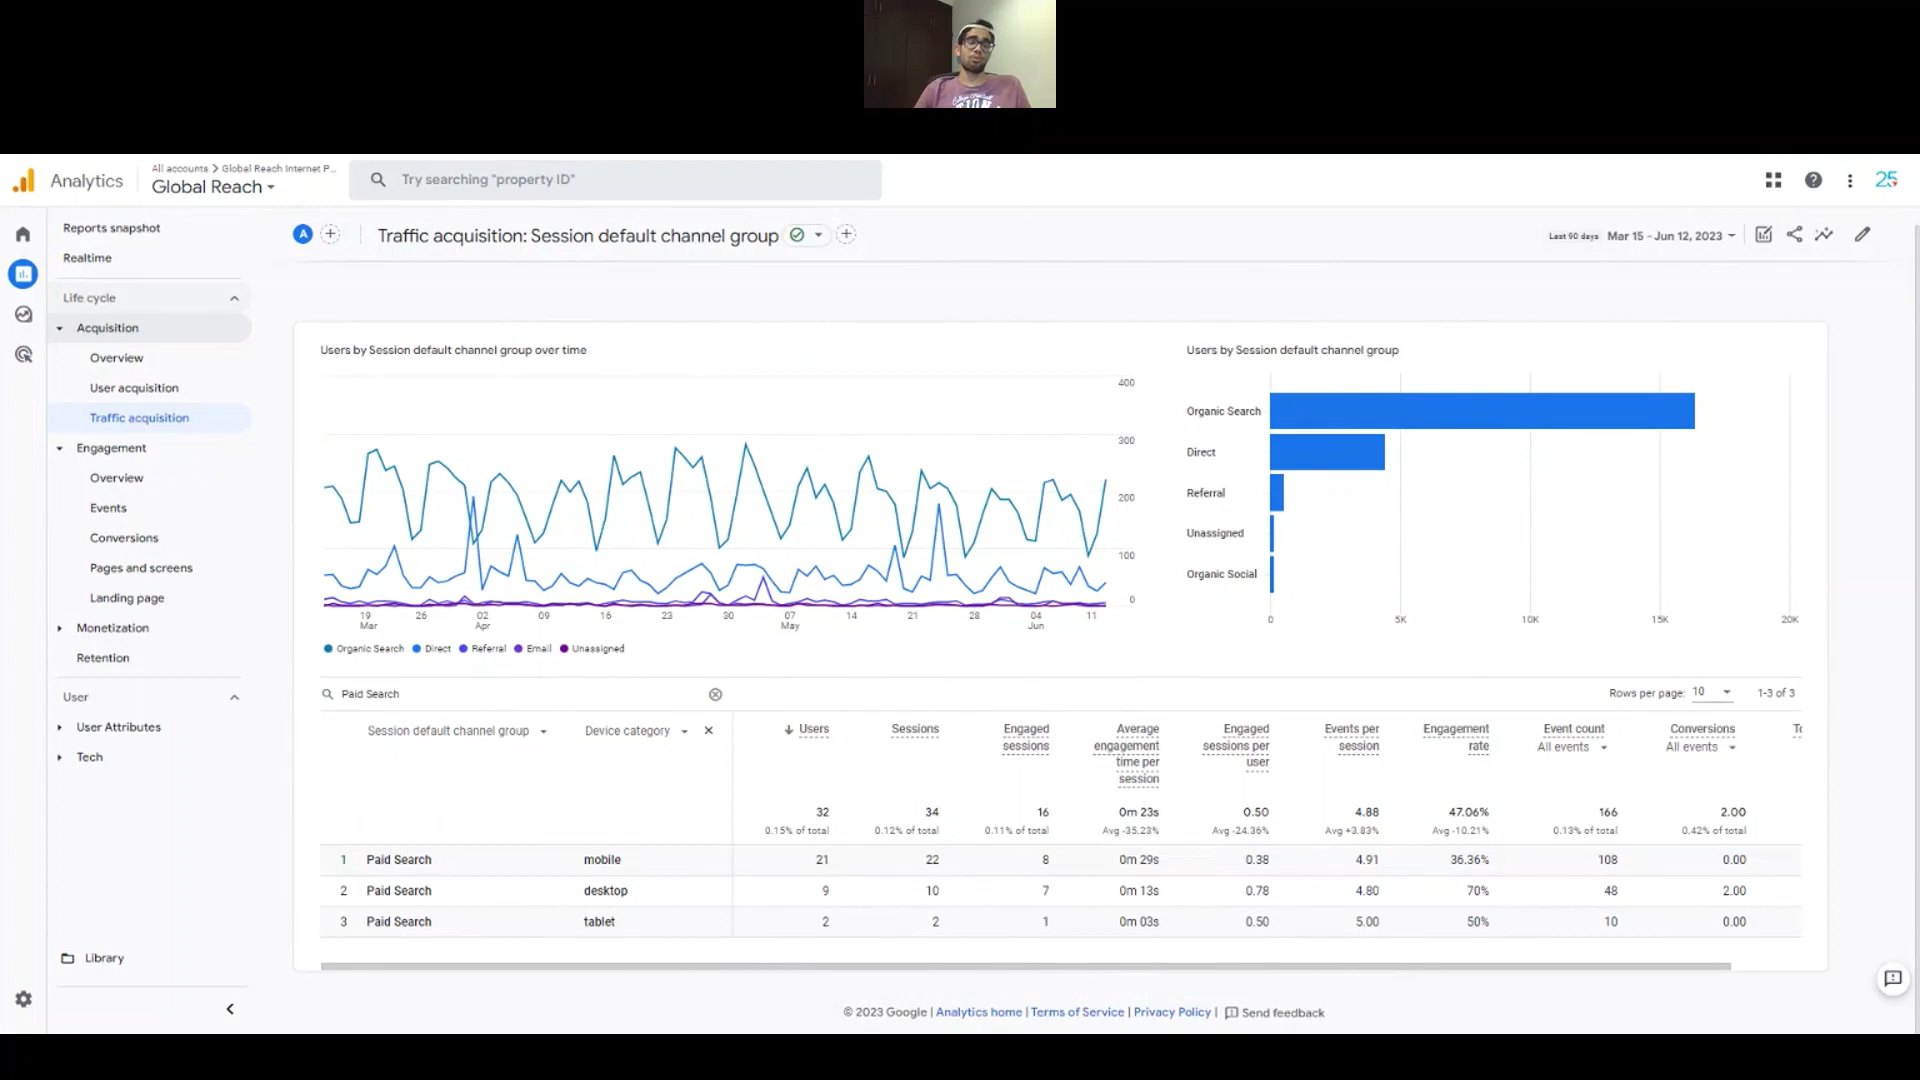 All accounts > Global Reach Internet P...
Analytics
Global Reach
Try searching "property ID"
25
Reports snapshot
Realtime
Life cycle
Acquisition
Overview
User acquisition
Traffic acquisition
Engagement
Overview
Events
Conversions
Pages and screens
Landing page
Monetization
Retention
User
User Attributes
Tech
Library
A
Traffic acquisition: Session default channel group
Last 90 days Mar 15 - Jun 12, 2023
Users by Session default channel group over time
400
300
200
100
0
19 26 02 09 16 23 30 07 14 21 28 04 11
Mar Apr May Jun
Organic Search Direct Referral Email Unassigned
Users by Session default channel group
Organic Search
Direct
Referral
Unassigned
Organic Social
0 5K 10K 15K 20K
Paid Search
Rows per page: 10 1-3 of 3
Session default channel group Device category
Users
Sessions
Engaged
sessions
Average
engagement
time per
session
Engaged
sessions per
user
Events per
session
Engagement
rate
Event count
All events
Conversions
All events
32 34 16 0m 23s 0.50 4.88 47.06% 166 2.00
0.15% of total 0.12% of total 0.11% of total Avg -35.23% Avg -24.36% Avg +3.83% Avg -10.21% 0.13% of total 0.42% of total
1 Paid Search mobile 21 22 8 0m 29s 0.38 4.91 36.36% 108 0.00
2 Paid Search desktop 9 10 7 0m 13s 0.78 4.80 70% 48 2.00
3 Paid Search tablet 2 2 1 0m 03s 0.50 5.00 50% 10 0.00
© 2023 Google | Analytics home | Terms of Service | Privacy Policy | Send feedback